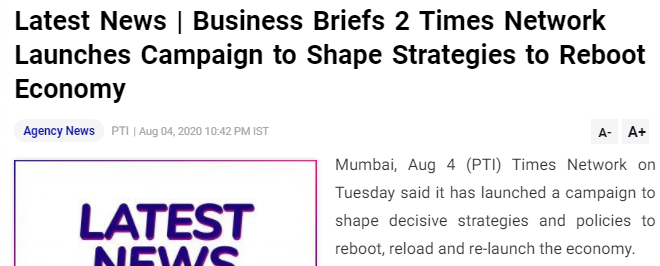 Latest News | Business Briefs 2 Times Network
Launches Campaign to Shape Strategies to Reboot
Economy
Agency News PTI | Aug 04, 2020 10:42 PM IST
A- A+
LATEST
NEWS
Mumbai, Aug 4 (PTI) Times Network on
Tuesday said it has launched a campaign to
shape decisive strategies and policies to
reboot, reload and re-launch the economy.